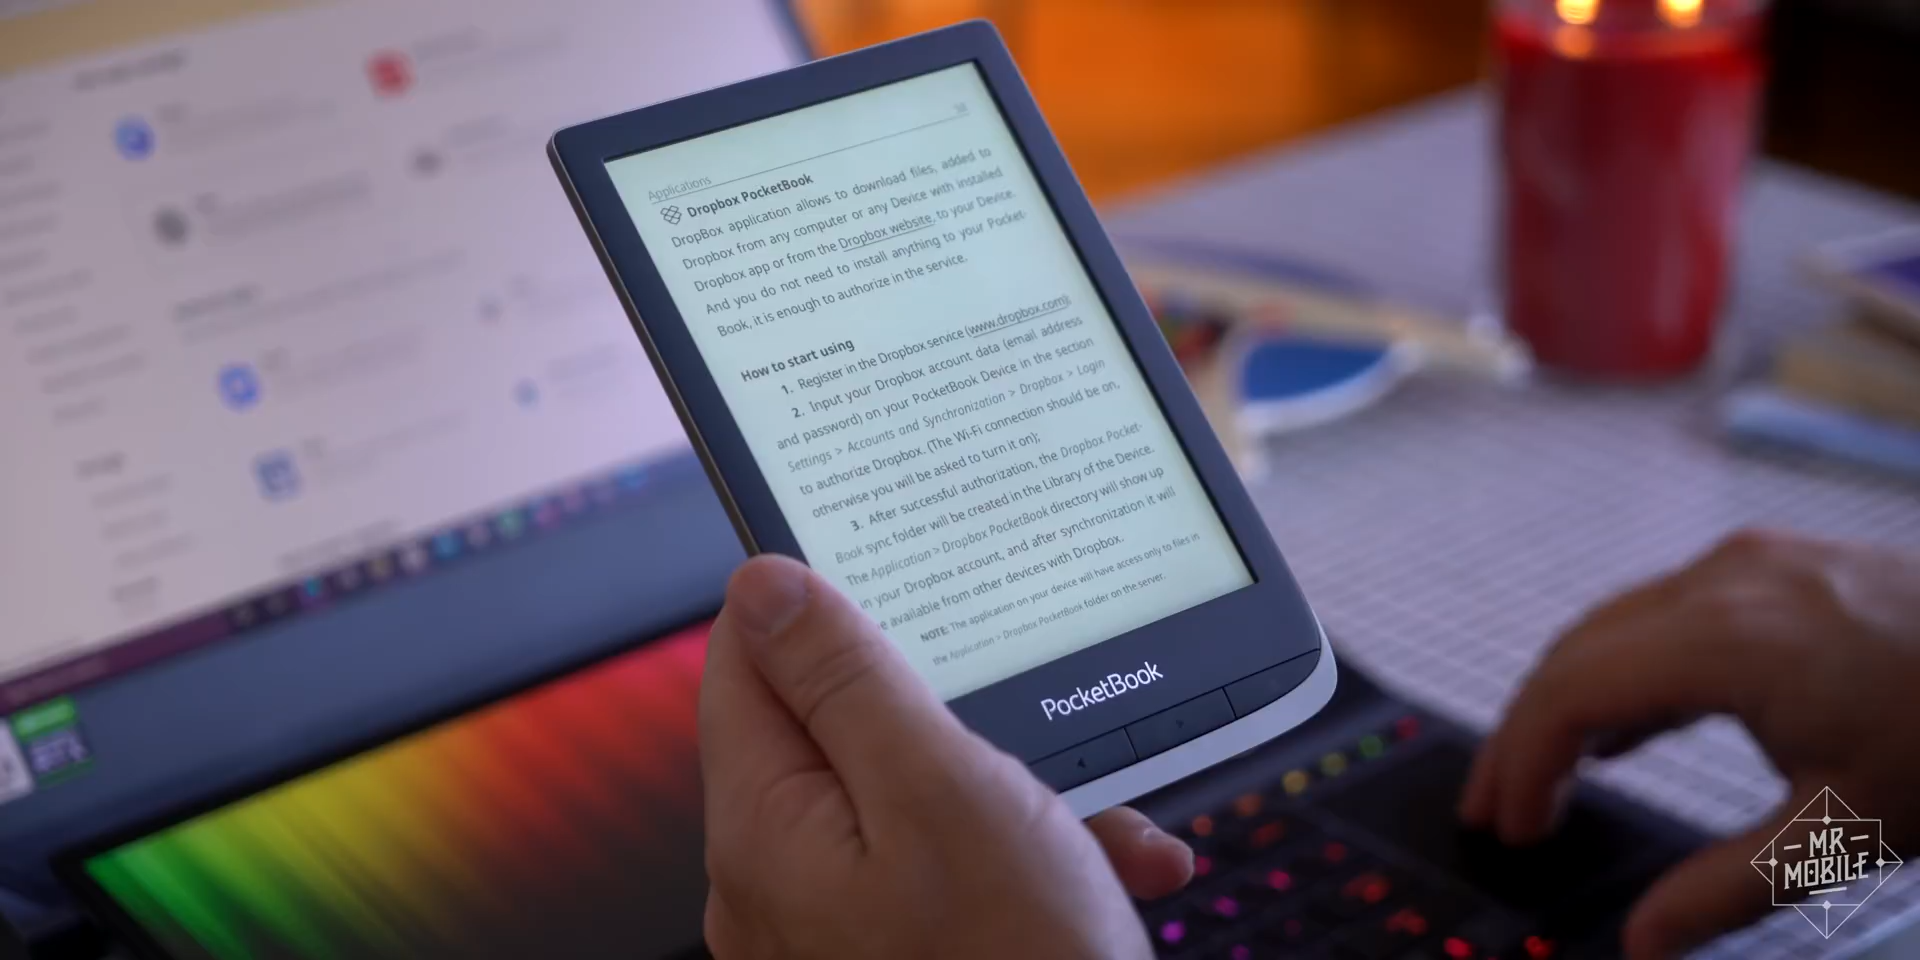 Applications
Dropbox PocketBook
DropBox application allows to download files, added to
Dropbox from any computer or any Device with installed
Dropbox app or from the Dropbox website, to your Device.
And you do not need to install anything to your Pocket-
Book, it is enough to authorize in the service.
How to start using
1. Register in the Dropbox service (www.dropbox.com);
2. Input your Dropbox account data (email address
and password) on your PocketBook Device in the section
Settings > Accounts and Synchronization > Dropbox > Login
to authorize Dropbox. (The Wi-Fi connection should be on,
otherwise you will be asked to turn it on);
3. After successful authorization, the Dropbox Pocket-
Book sync folder will be created in the Library of the Device.
The Application > Dropbox PocketBook directory will show up
in your Dropbox account, and after synchronization it will
e available from other devices with Dropbox.
NOTE: The application on your device will have access only to files in
the Application > Dropbox PocketBook folder on the server.
PocketBook
MR
MOBILE